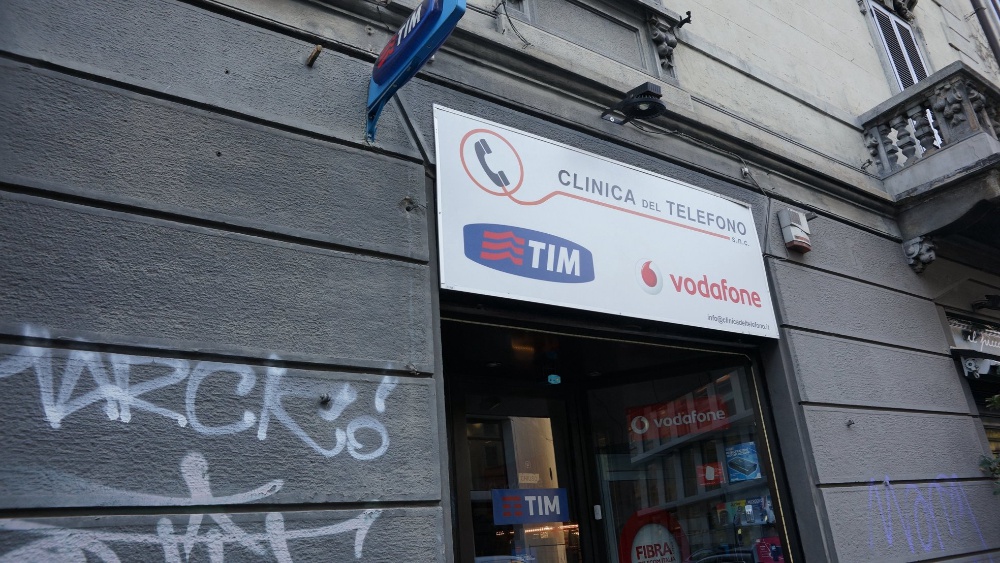 TIM
CLINICA DEL TELEFONO
s.n.c.
TIM
vodafone
info@clinicadeltelefono.it
vodafone
TIM
FIBRA